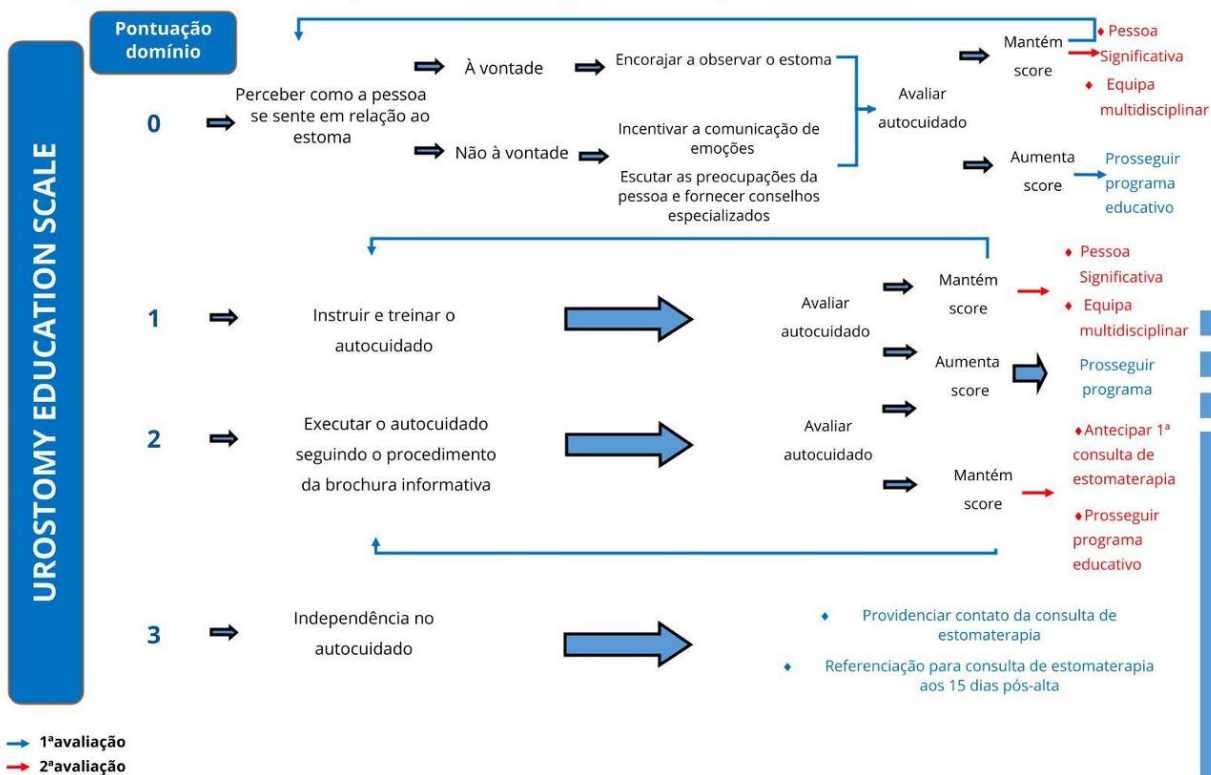 UROSTOMY EDUCATION SCALE
Pontuação
domínio
0
Perceber como a pessoa
se sente em relação ao
estoma
À vontade
Encorajar a observar o estoma
Não à vontade
Incentivar a comunicação de
emoções
Escutar as preocupações da
pessoa e fornecer conselhos
especializados
Avaliar
autocuidado
Mantém
score
♦ Pessoa
Significativa
♦ Equipa
multidisciplinar
Aumenta
score
Prosseguir
programa
educativo
1
Instruir e treinar o
autocuidado
Avaliar
autocuidado
Mantém
score
♦ Pessoa
Significativa
♦ Equipa
multidisciplinar
Aumenta
score
Prosseguir
programa
2
Executar o autocuidado
seguindo o procedimento
da brochura informativa
Avaliar
autocuidado
Mantém
score
♦Antecipar 1ª
consulta de
estomaterapia
♦Prosseguir
programa
educativo
3
Independência no
autocuidado
♦ Providenciar contato da consulta de
estomaterapia
♦ Referenciação para consulta de estomaterapia
aos 15 dias pós-alta
1ªavaliação
2ªavaliação